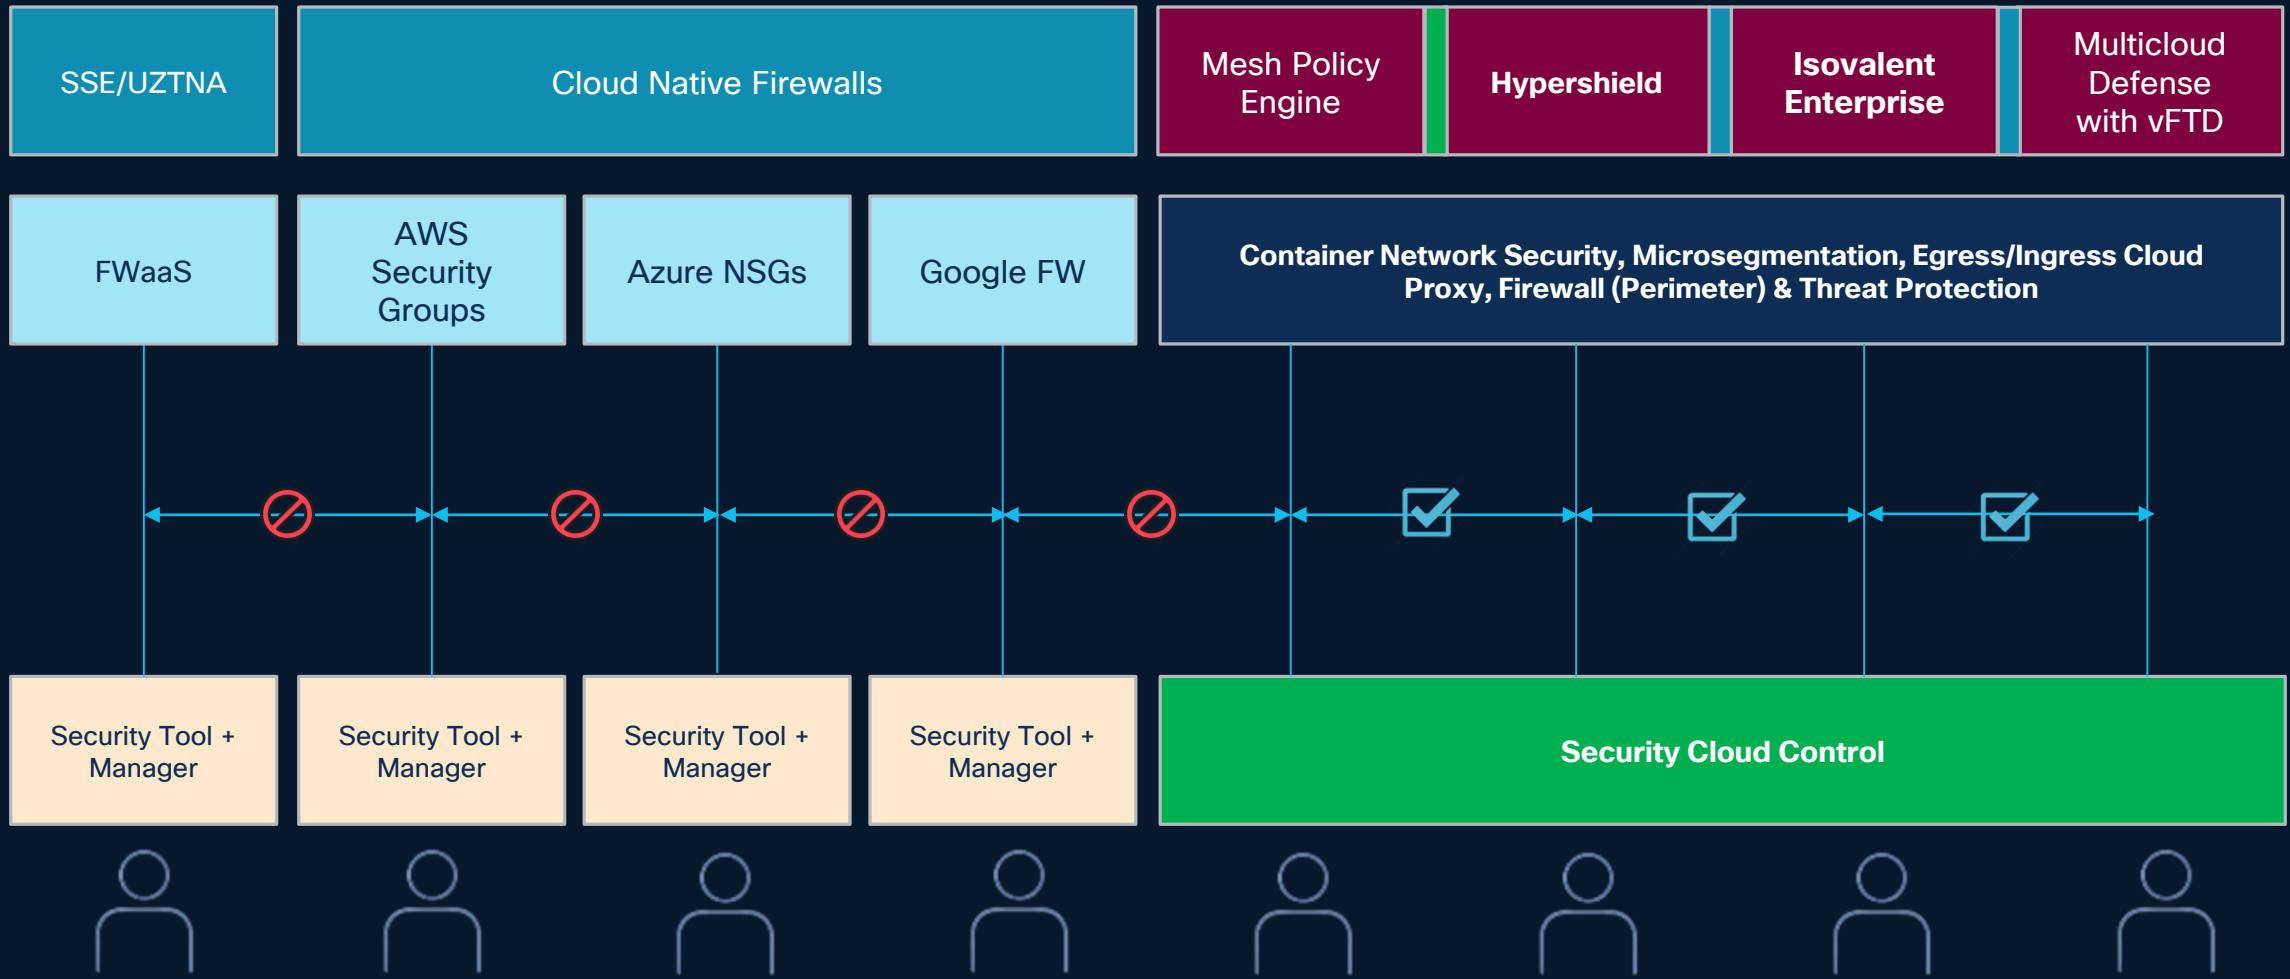 SSE/UZTNA
Cloud Native Firewalls
Mesh Policy
Engine
Hypershield
Isovalent
Enterprise
Multicloud
Defense
with vFTD
FWaaS
AWS
Security
Groups
Azure NSGs
Google FW
Container Network Security, Microsegmentation, Egress/Ingress Cloud
Proxy, Firewall (Perimeter) & Threat Protection
Security Tool +
Manager
Security Tool +
Manager
Security Tool +
Manager
Security Tool +
Manager
Security Cloud Control